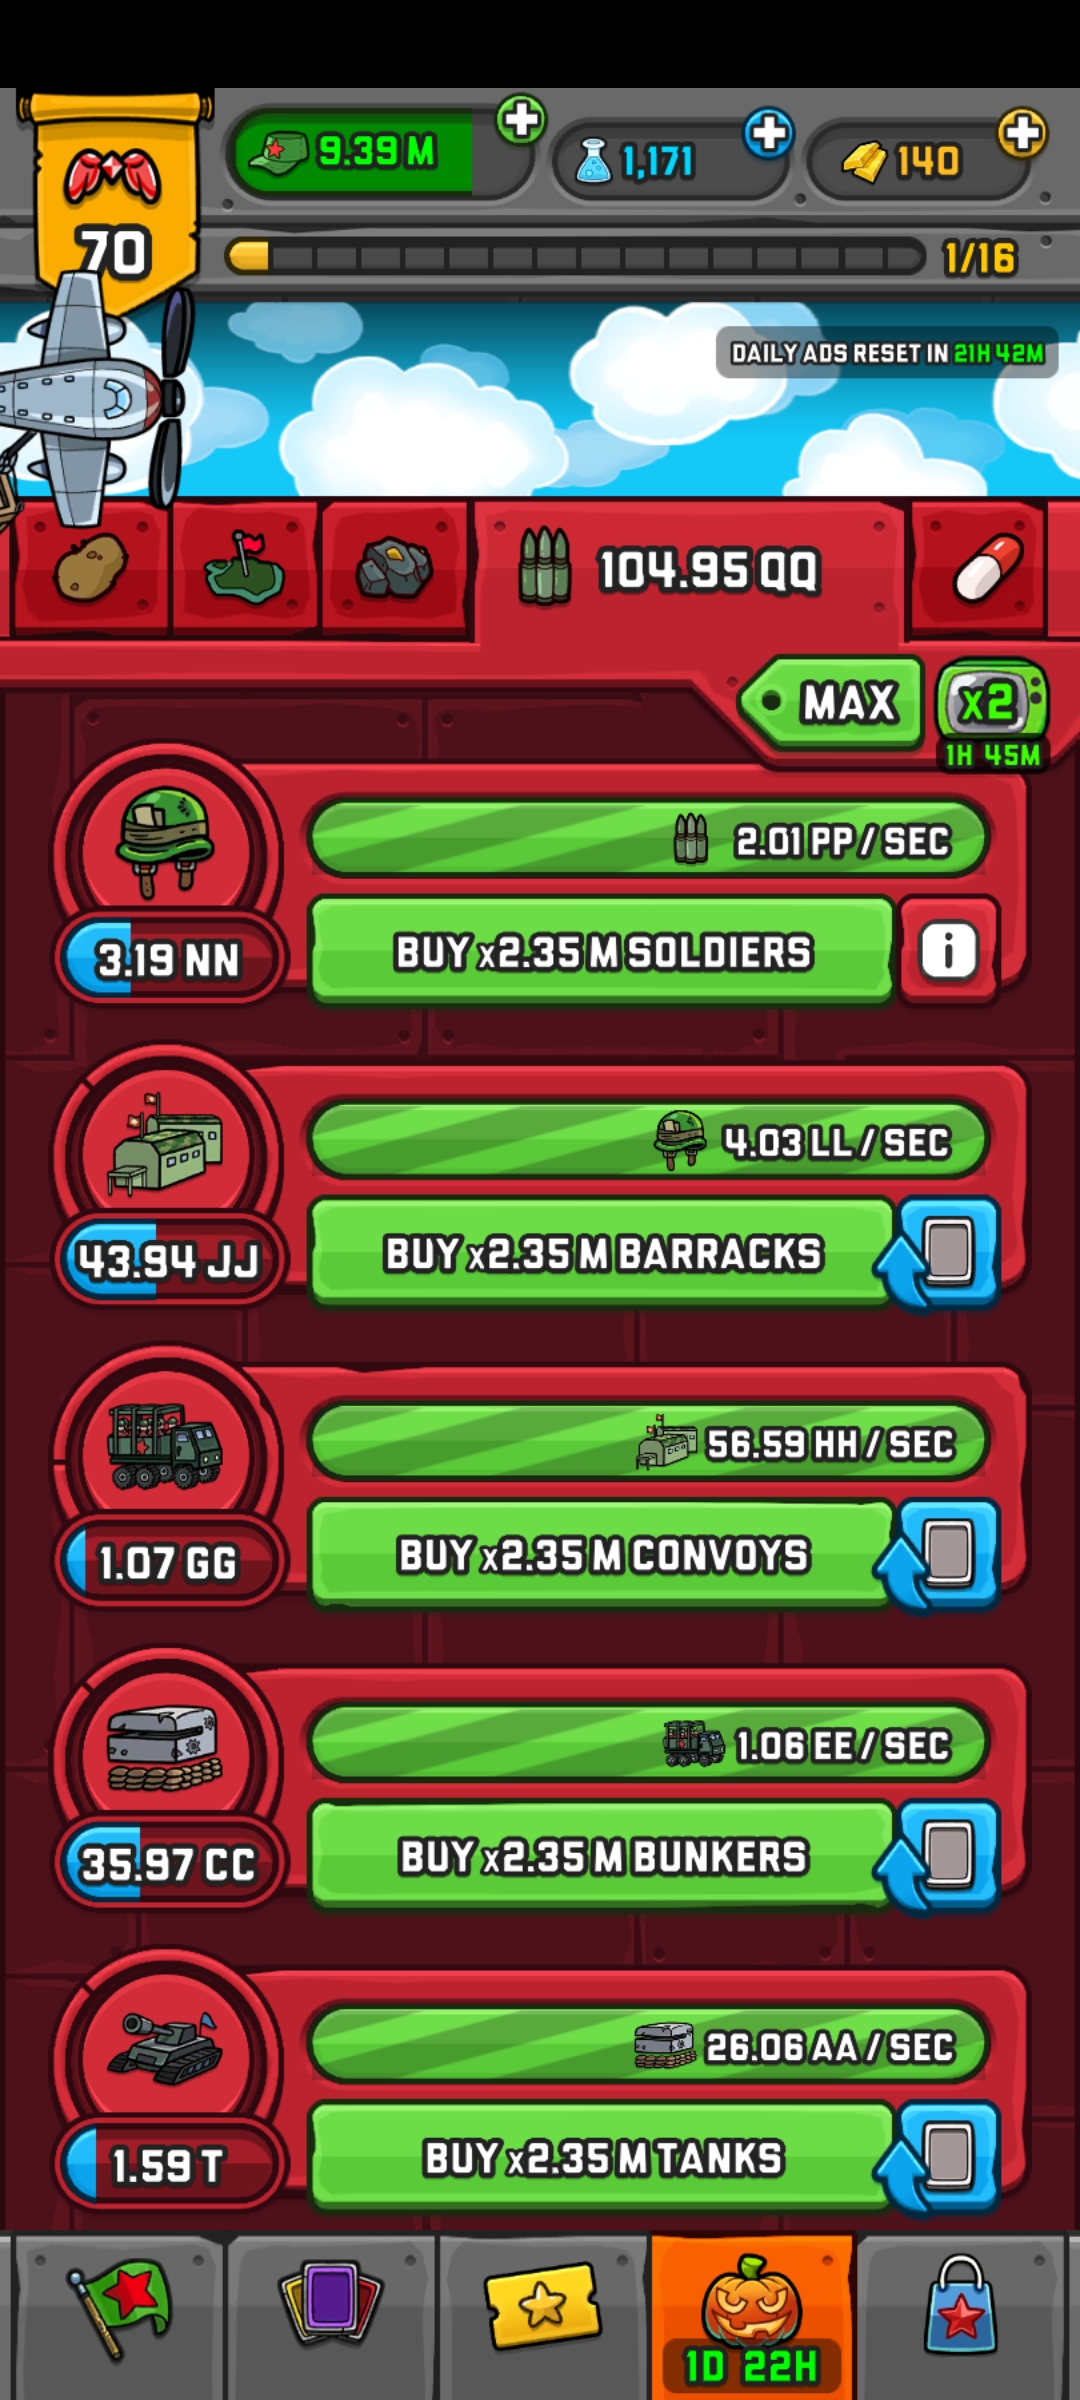 9.39 M
1,171
140
70
1/16
DAILY ADS RESET IN 21H 42M
104.95 QQ
MAX
x2
1H 45M
2.01 PP / SEC
3.19 NN
BUY x2.35 M SOLDIERS
i
4.03 LL / SEC
43.94 JJ
BUY x2.35 M BARRACKS
56.59 HH / SEC
1.07 GG
BUY x2.35 M CONVOYS
1.06 EE / SEC
35.97 CC
BUY x2.35 M BUNKERS
26.06 AA / SEC
1.59 T
BUY x2.35 M TANKS
1D 22H